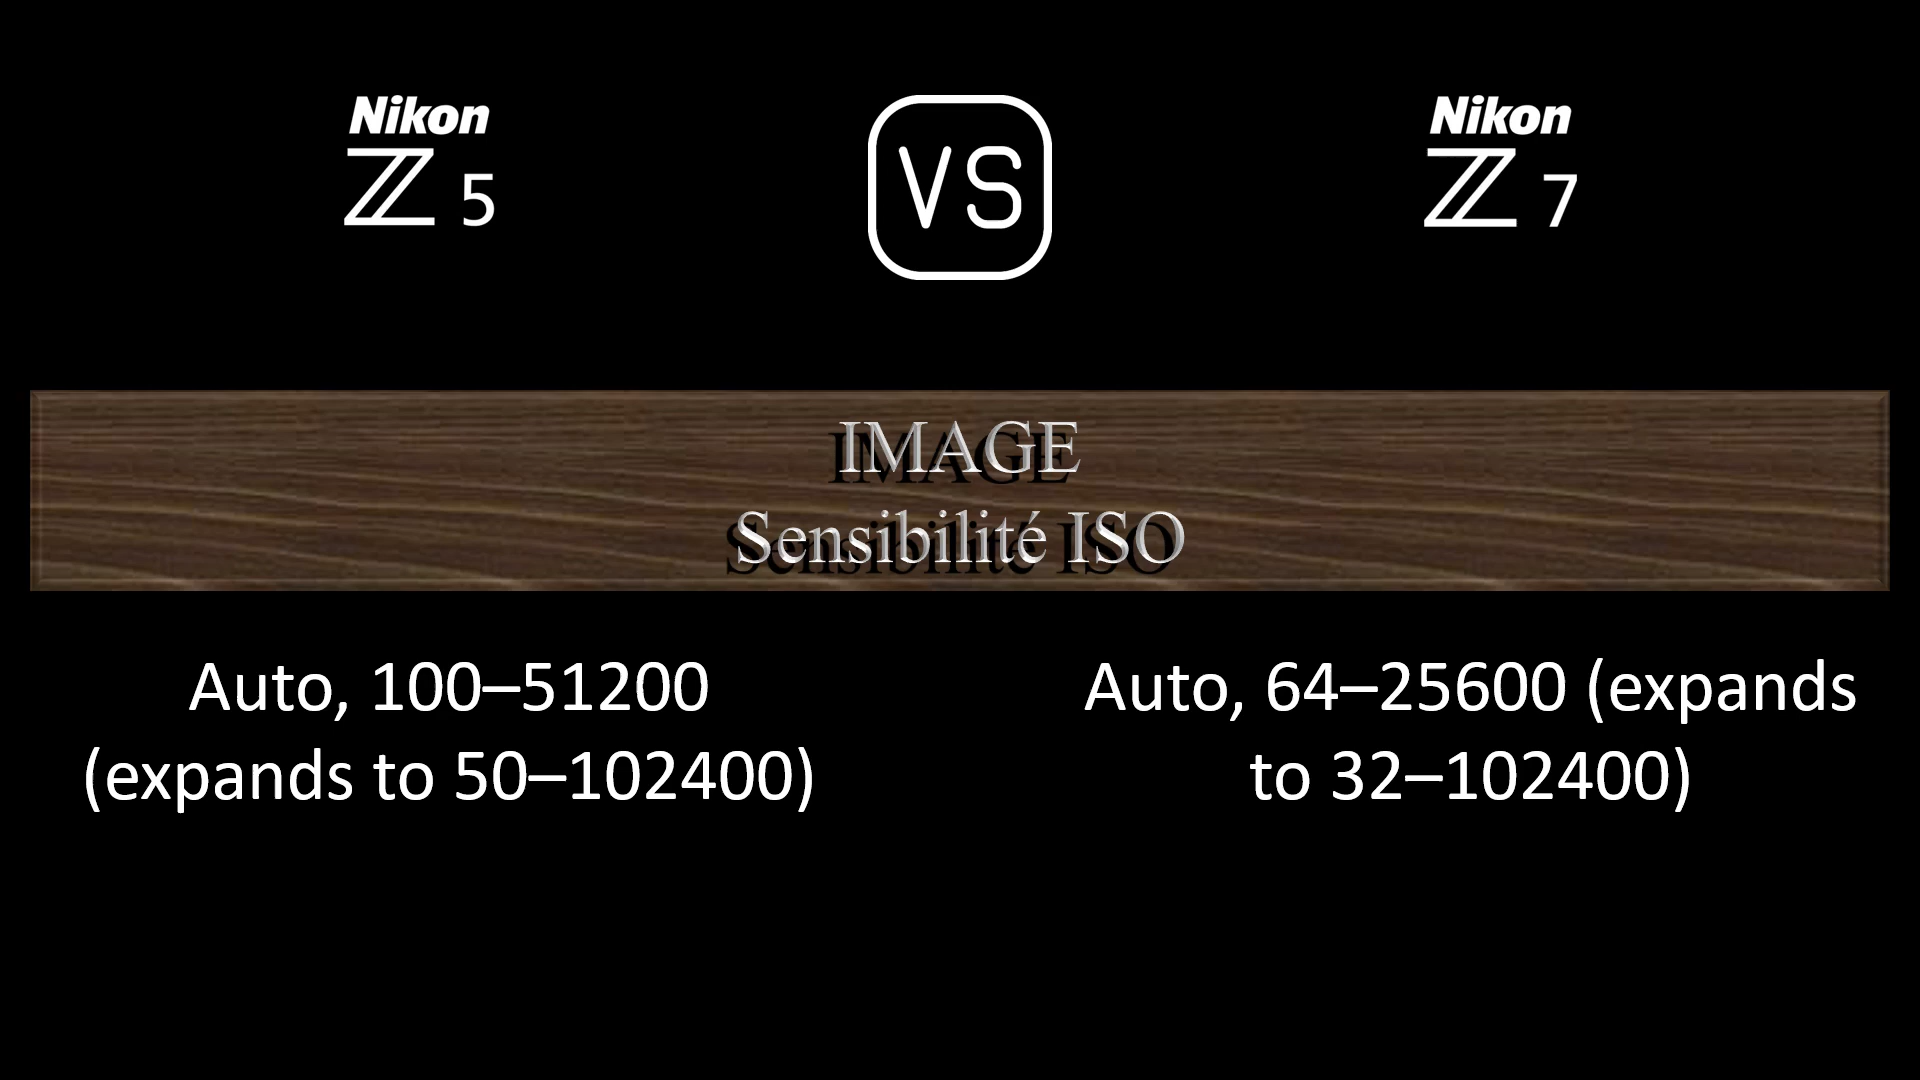 Nikon
Z 5
VS
Nikon
Z 7
IMAGE
Sensibilité ISO
Auto, 100–51200
(expands to 50–102400)
Auto, 64–25600 (expands
to 32–102400)